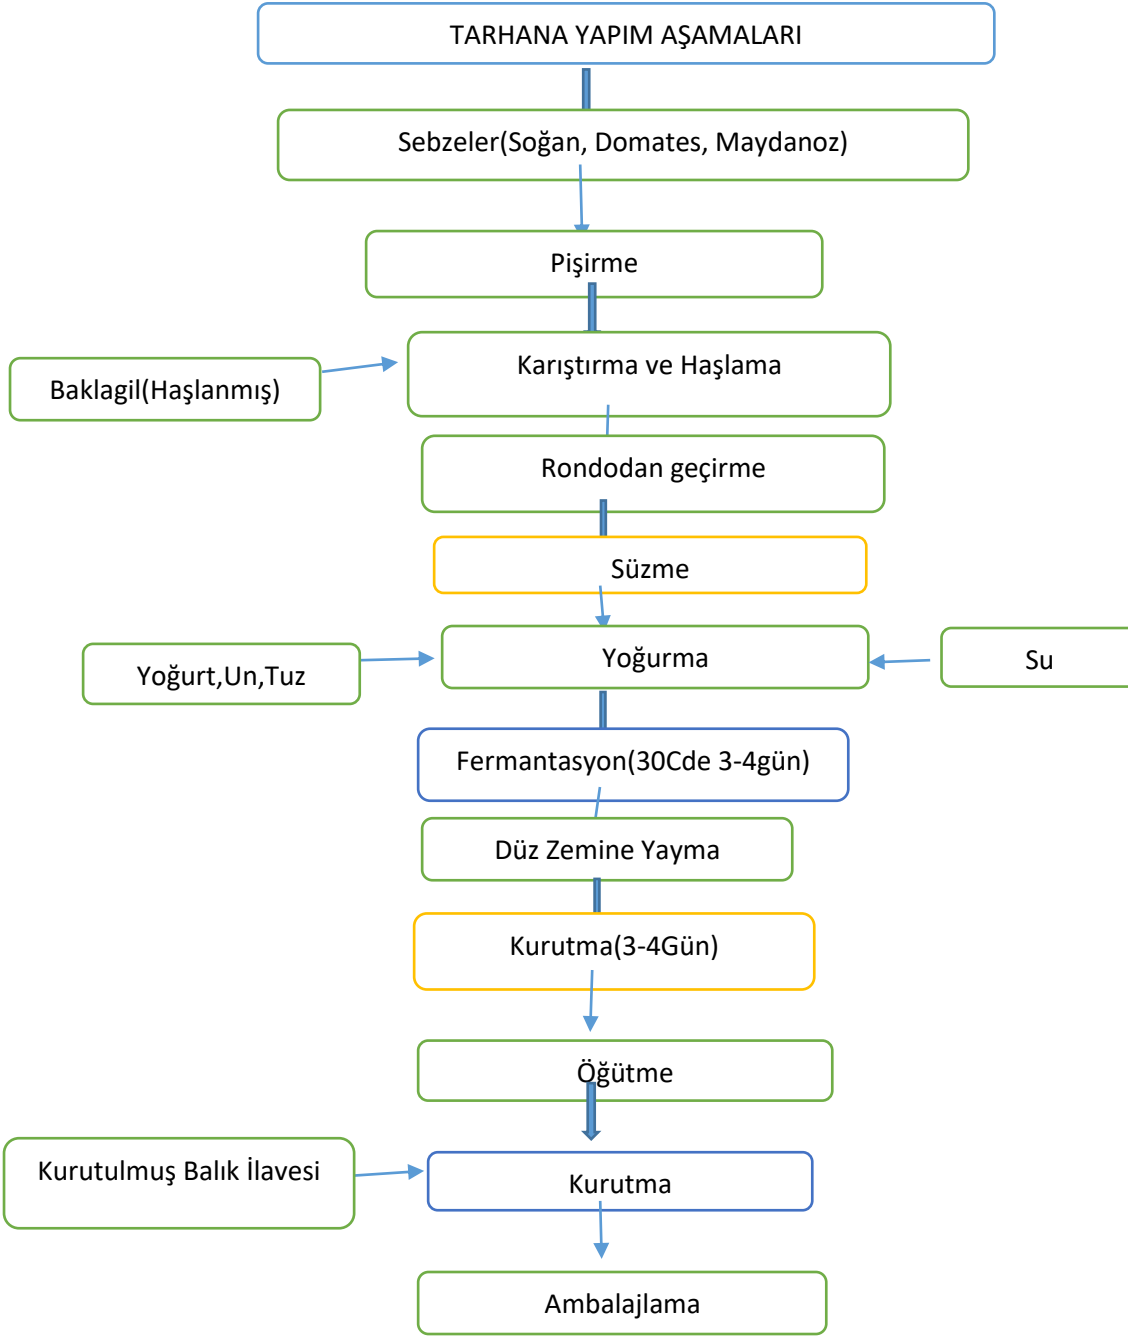 TARHANA YAPIM AŞAMALARI
Sebzeler(Soğan, Domates, Maydanoz)
Pişirme
Karıştırma ve Haşlama
Baklagil(Haşlanmış)
Rondodan geçirme
Süzme
Yoğurma
Yoğurt,Un,Tuz
Su
Fermantasyon(30Cde 3-4gün)
Düz Zemine Yayma
Kurutma(3-4Gün)
Öğütme
Kurutulmuş Balık İlavesi
Kurutma
Ambalajlama